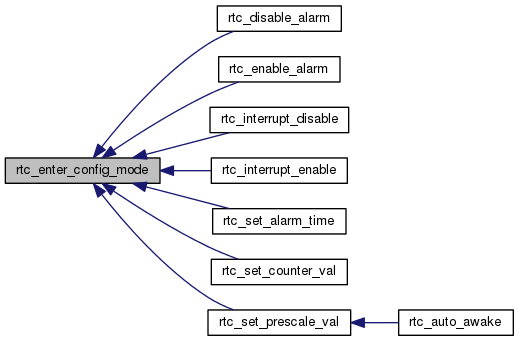 rtc_disable_alarm
rtc_enable_alarm
rtc_interrupt_disable
rtc_enter_config_mode
rtc_interrupt_enable
rtc_set_alarm_time
rtc_set_counter_val
rtc_set_prescale_val
rtc_auto_awake